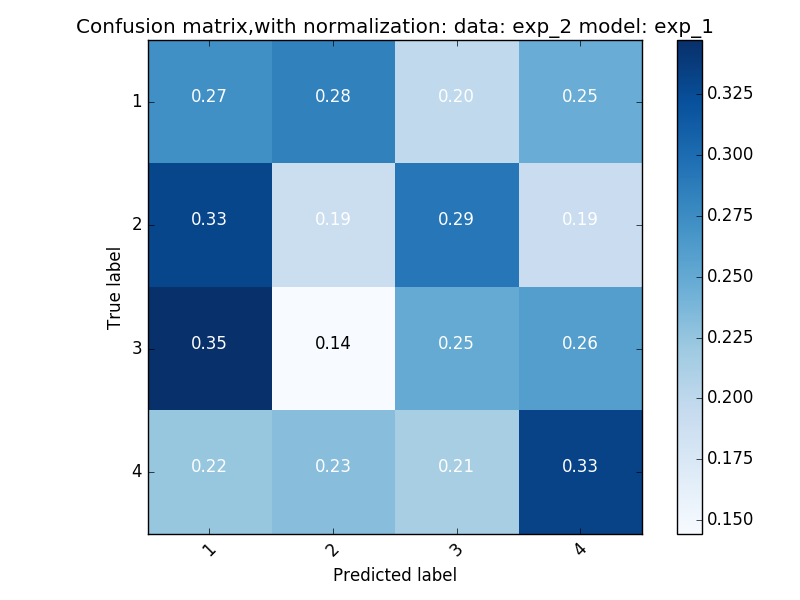 Confusion matrix,with normalization: data: exp_2 model: exp_1
1 0.27 0.28 0.20 0.25
2 0.33 0.19 0.29 0.19
3 0.35 0.14 0.25 0.26
4 0.22 0.23 0.21 0.33
True label
1 2 3 4
Predicted label
0.325
0.300
0.275
0.250
0.225
0.200
0.175
0.150